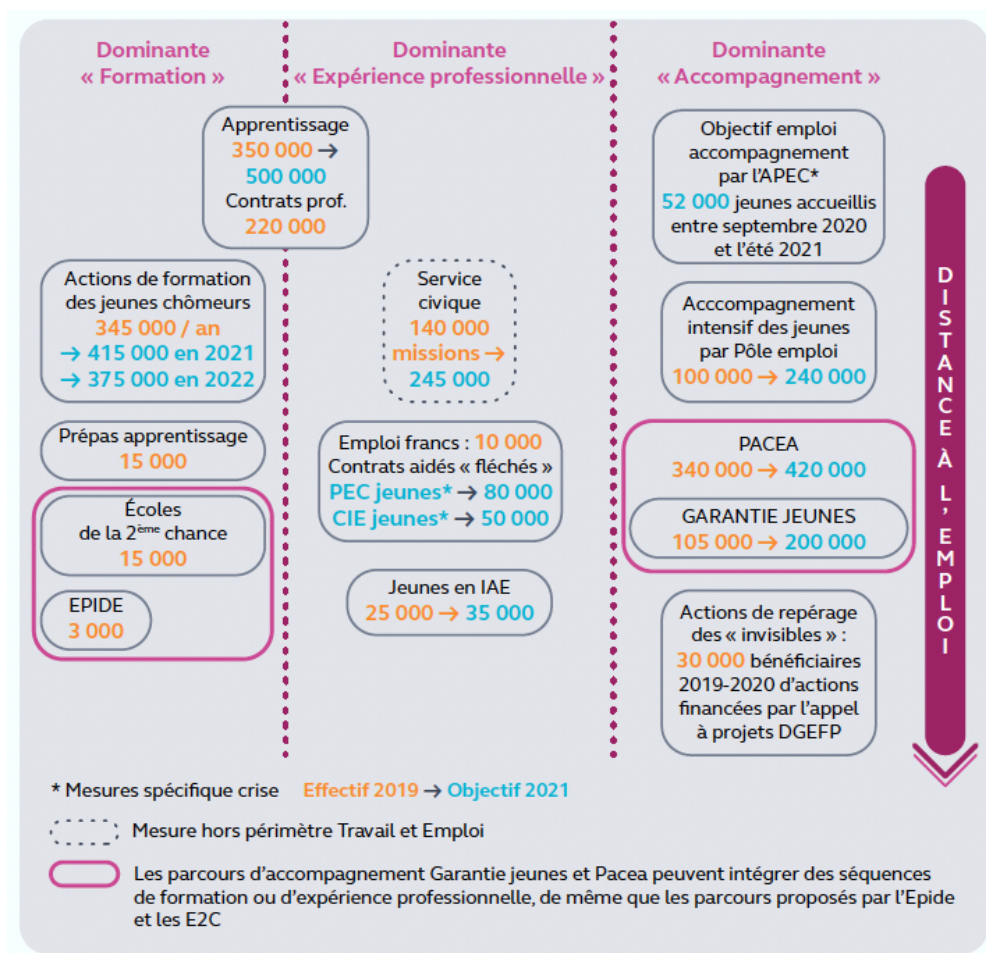 Dominante
« Formation »
Apprentissage
350 000 →
500 000
Contrats prof.
220 000
Actions de formation
des jeunes chômeurs
345 000 / an
→ 415 000 en 2021
→ 375 000 en 2022
Prépas apprentissage
15 000
Écoles
de la 2ème chance
15 000
EPIDE
3 000
Dominante
« Expérience professionnelle »
Service
civique
140 000
missions →
245 000
Emploi francs : 10 000
Contrats aidés « fléchés »
PEC jeunes* → 80 000
CIE jeunes* → 50 000
Jeunes en IAE
25 000 → 35 000
Dominante
« Accompagnement »
Objectif emploi
accompagnement
par l'APEC*
52 000 jeunes accueillis
entre septembre 2020
et l'été 2021
Acccompagnement
intensif des jeunes
par Pôle emploi
100 000 → 240 000
PACEA
340 000 → 420 000
GARANTIE JEUNES
105 000 → 200 000
Actions de repérage
des « invisibles » :
30 000 bénéficiaires
2019-2020 d'actions
financées par l'appel
à projets DGEFP
DISTANCE À L'EMPLOI
* Mesures spécifique crise Effectif 2019 → Objectif 2021
Mesure hors périmètre Travail et Emploi
Les parcours d'accompagnement Garantie jeunes et Pacea peuvent intégrer des séquences
de formation ou d'expérience professionnelle, de même que les parcours proposés par l'Epide
et les E2C